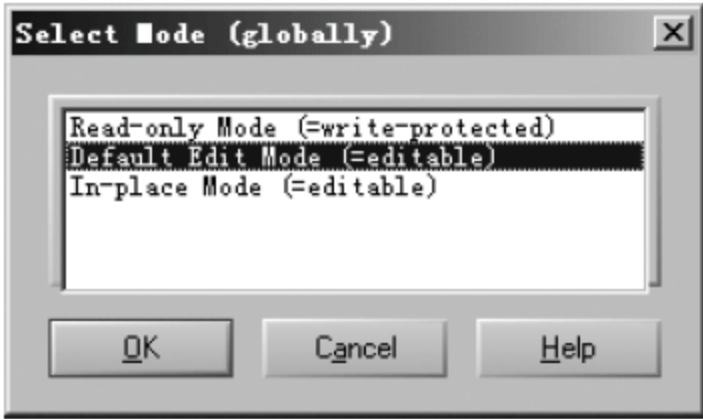 Select Mode (globally)
Read-only Mode (=write-protected)
Default Edit Mode (=editable)
In-place Mode (=editable)
OK
Cancel
Help